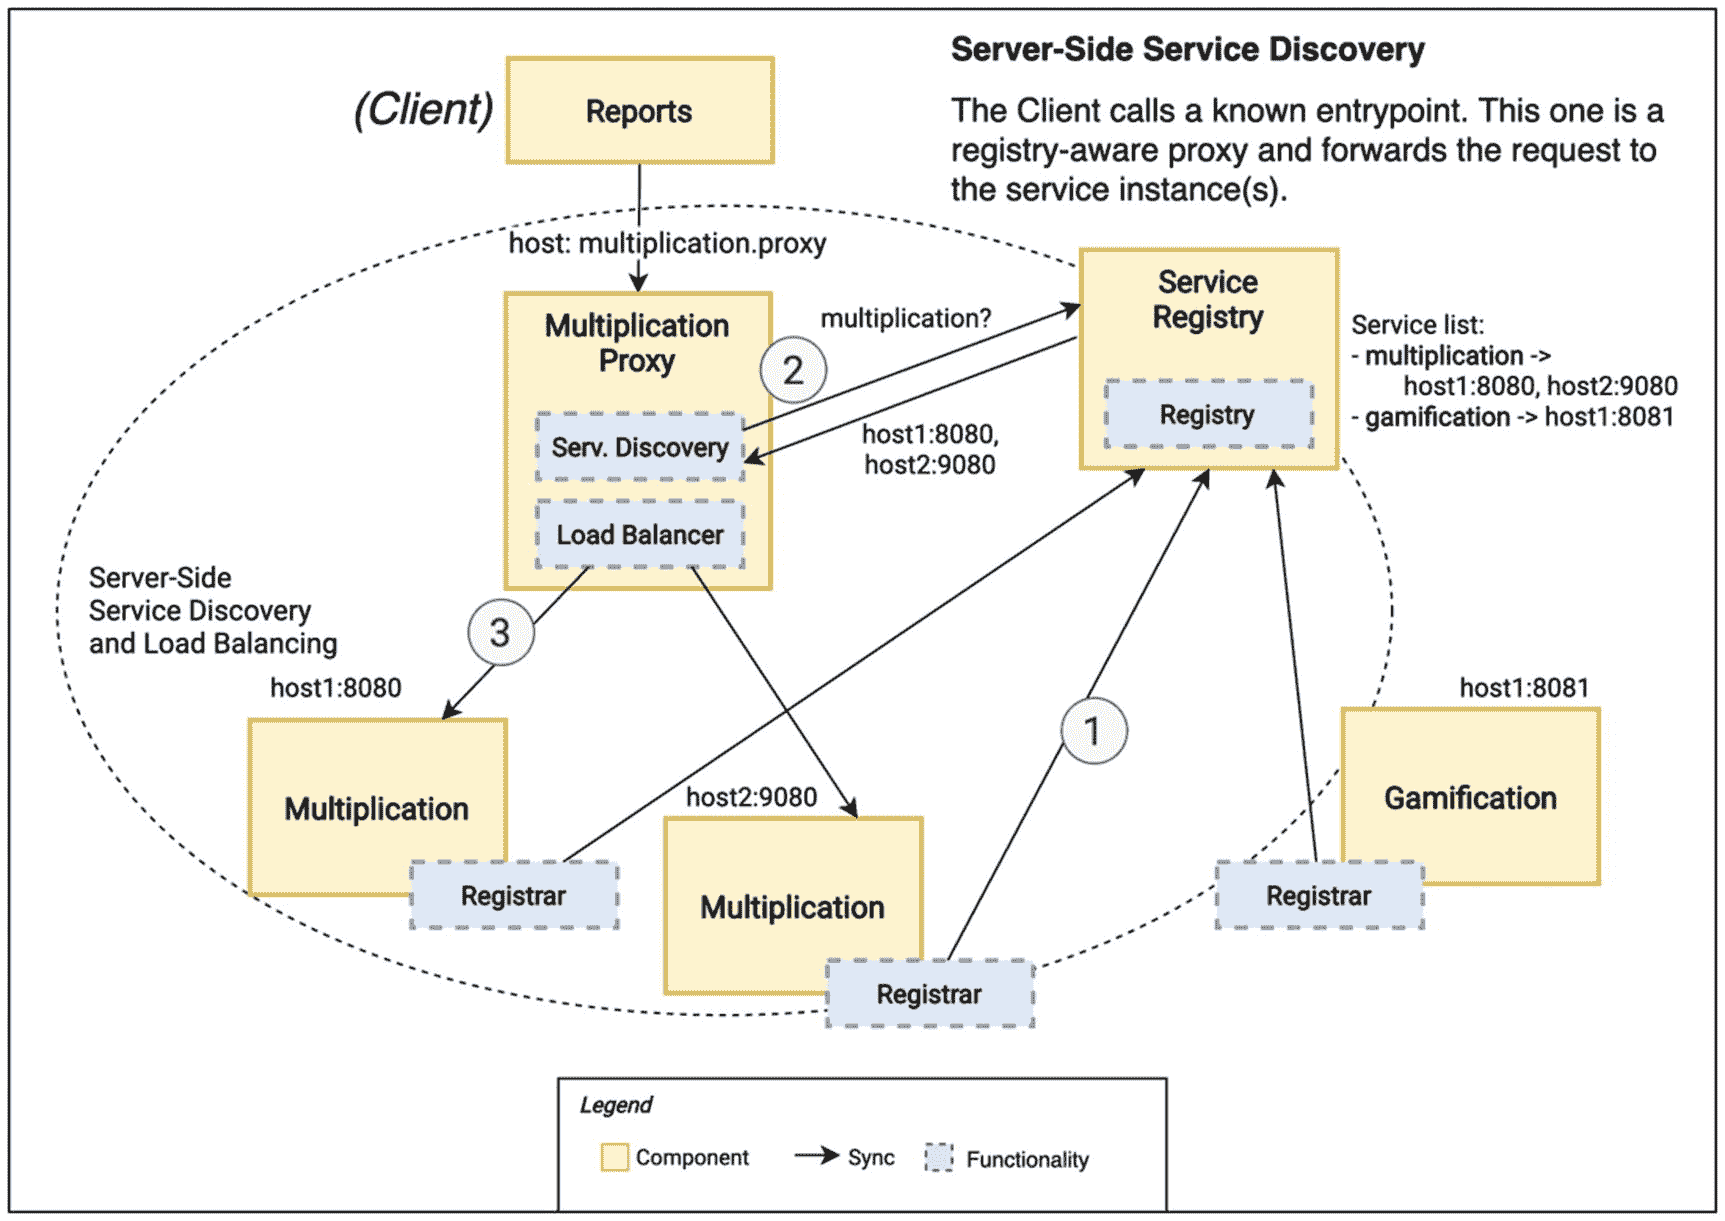 Server-Side Service Discovery
The Client calls a known entrypoint. This one is a
registry-aware proxy and forwards the request to
the service instance(s).
(Client)
Reports
host: multiplication.proxy
Multiplication
Proxy
Serv. Discovery
Load Balancer
2
multiplication?
host1:8080,
host2:9080
Service
Registry
Registry
Service list:
- multiplication ->
host1:8080, host2:9080
- gamification -> host1:8081
Server-Side
Service Discovery
and Load Balancing
3
1
host1:8080
Multiplication
Registrar
host2:9080
Multiplication
Registrar
host1:8081
Gamification
Registrar
Legend
Component
Sync
Functionality